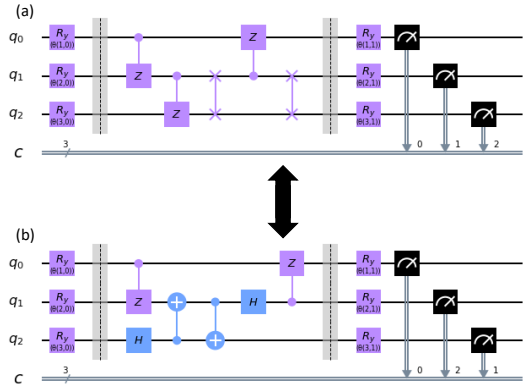 (a)
q0 Ry (θ(1,0)) Z Ry (θ(1,1))
q1 Ry (θ(2,0)) Z Ry (θ(2,1))
q2 Ry (θ(3,0)) Z Ry (θ(3,1))
c 3 0 1 2
(b)
q0 Ry (θ(1,0)) Z Ry (θ(1,1))
q1 Ry (θ(2,0)) Z H Ry (θ(2,1))
q2 Ry (θ(3,0)) H Ry (θ(3,1))
c 3 0 2 1